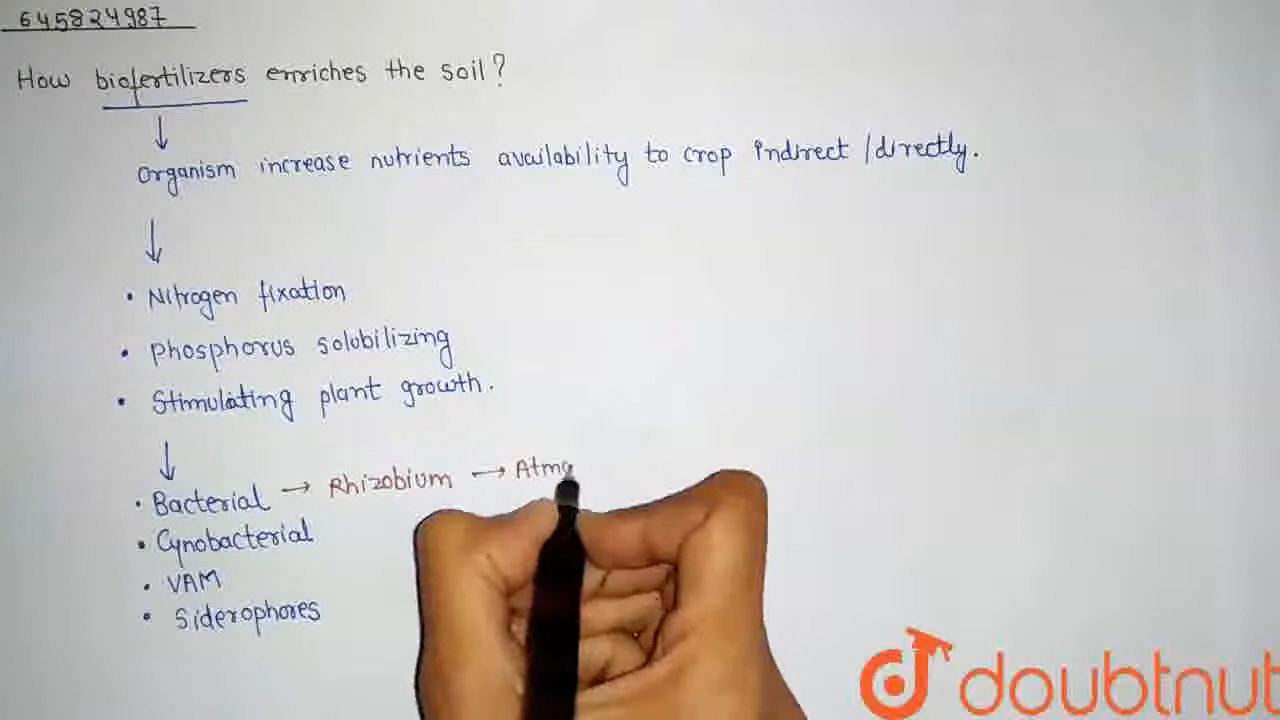 645824987
How biofertilizers enriches the soil?
↓
Organism increase nutrients availability to crop indirect /directly.
↓
• Nitrogen fixation
• Phosphorus solubilizing
• Stimulating plant growth.
↓
• Bacterial → Rhizobium → Atmo
• Cynobacterial
• VAM
• Siderophores
doubtnut